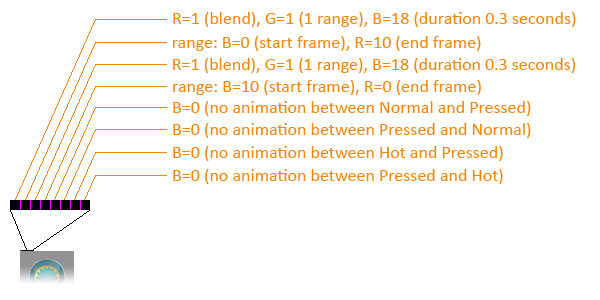 R=1 (blend), G=1 (1 range), B=18 (duration 0.3 seconds)
range: B=0 (start frame), R=10 (end frame)
R=1 (blend), G=1 (1 range), B=18 (duration 0.3 seconds)
range: B=10 (start frame), R=0 (end frame)
B=0 (no animation between Normal and Pressed)
B=0 (no animation between Pressed and Normal)
B=0 (no animation between Hot and Pressed)
B=0 (no animation between Pressed and Hot)